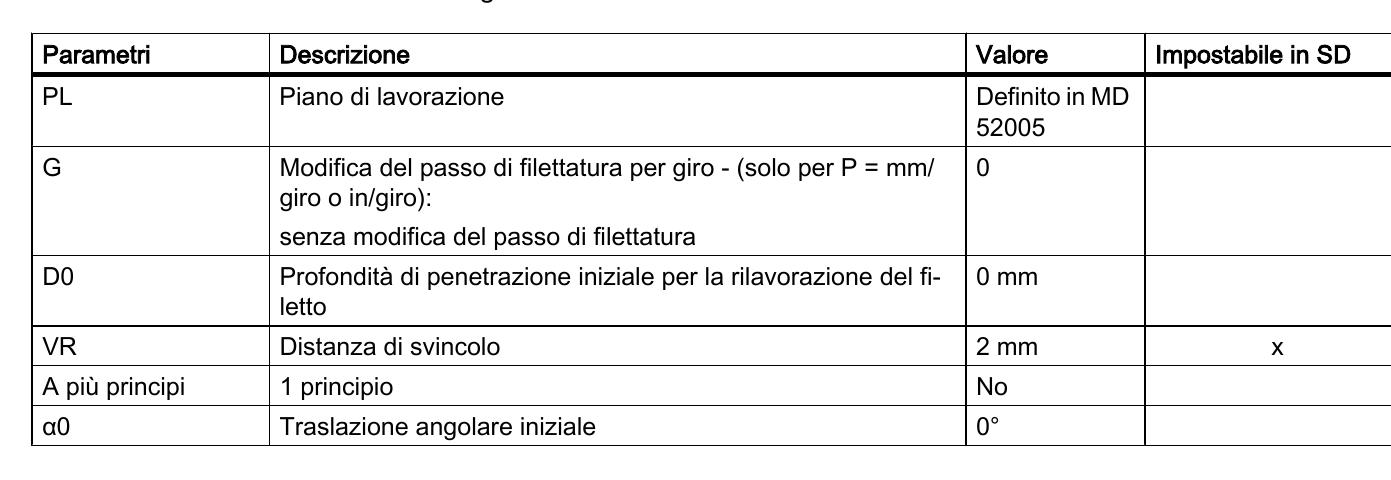 Parametri Descrizione Valore Impostabile in SD
PL Piano di lavorazione Definito in MD
52005
G Modifica del passo di filettatura per giro - (solo per P = mm/ 0
giro o in/giro):
senza modifica del passo di filettatura
D0 Profondità di penetrazione iniziale per la rilavorazione del fi- 0 mm
letto
VR Distanza di svincolo 2 mm x
A più principi 1 principio No
α0 Traslazione angolare iniziale 0°